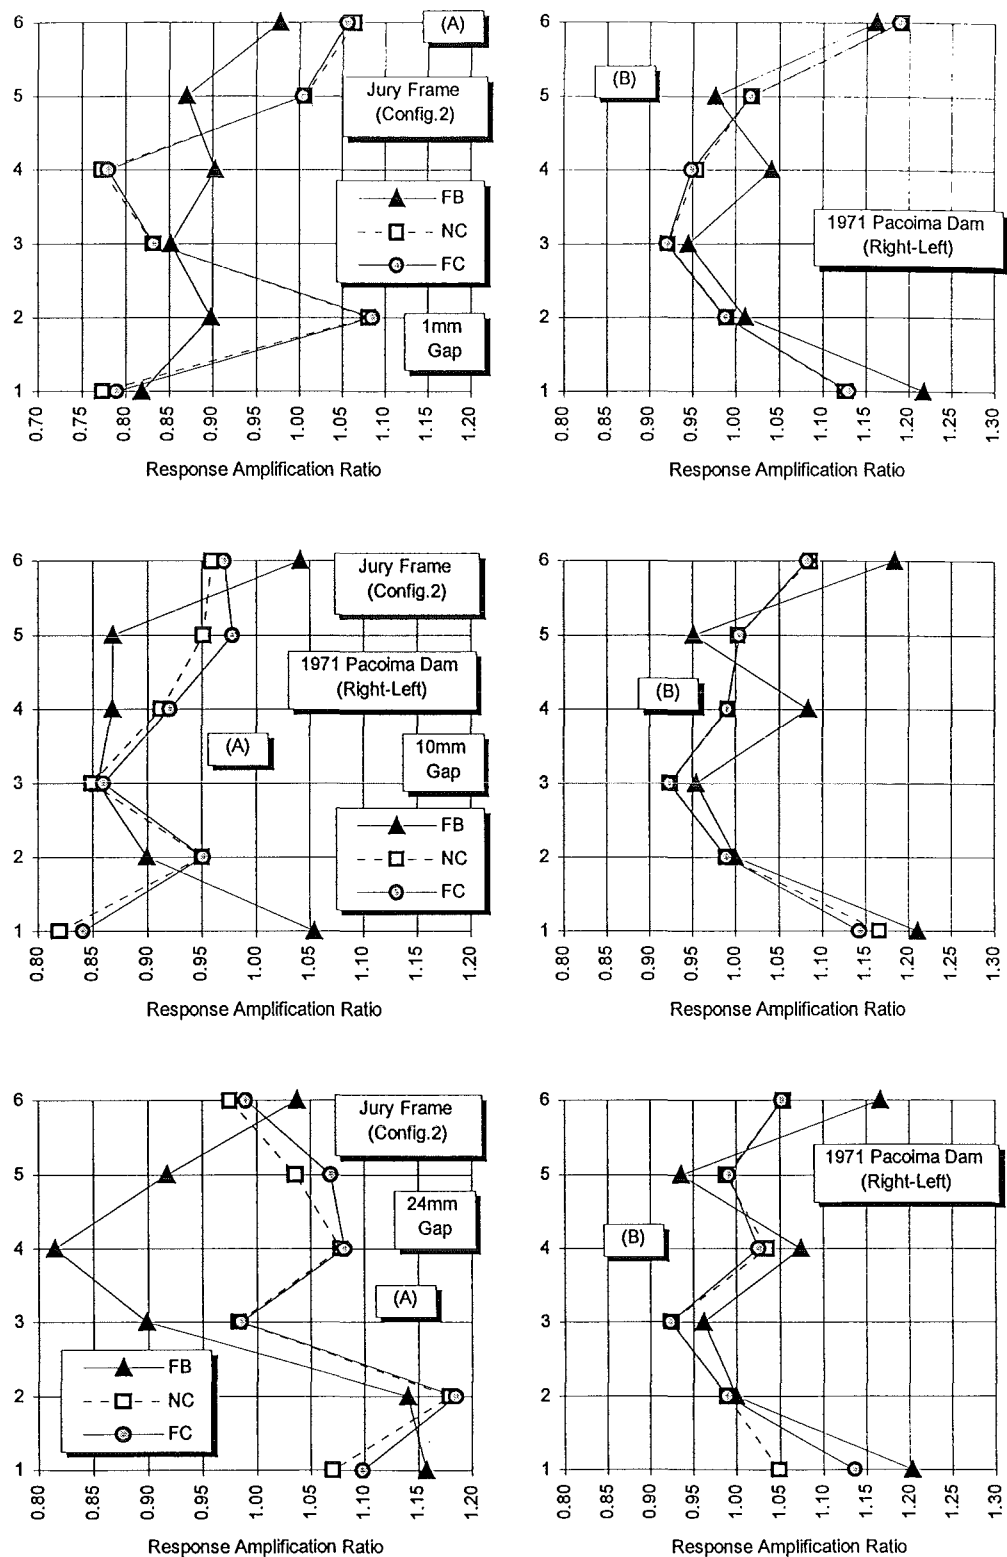 6
5
4
3
2
1
(A)
Jury Frame
(Config.2)
FB
NC
FC
1mm
Gap
0.70 0.75 0.80 0.85 0.90 0.95 1.00 1.05 1.10 1.15 1.20
Response Amplification Ratio
6
5
4
3
2
1
(B)
1971 Pacoima Dam
(Right-Left)
0.80 0.85 0.90 0.95 1.00 1.05 1.10 1.15 1.20 1.25 1.30
Response Amplification Ratio
6
5
4
3
2
1
Jury Frame
(Config.2)
1971 Pacoima Dam
(Right-Left)
(A)
10mm
Gap
FB
NC
FC
0.80 0.85 0.90 0.95 1.00 1.05 1.10 1.15 1.20
Response Amplification Ratio
6
5
4
3
2
1
(B)
0.80 0.85 0.90 0.95 1.00 1.05 1.10 1.15 1.20 1.25 1.30
Response Amplification Ratio
6
5
4
3
2
1
Jury Frame
(Config.2)
24mm
Gap
(A)
FB
NC
FC
0.80 0.85 0.90 0.95 1.00 1.05 1.10 1.15 1.20
Response Amplification Ratio
6
5
4
3
2
1
1971 Pacoima Dam
(Right-Left)
(B)
0.80 0.85 0.90 0.95 1.00 1.05 1.10 1.15 1.20 1.25 1.30
Response Amplification Ratio